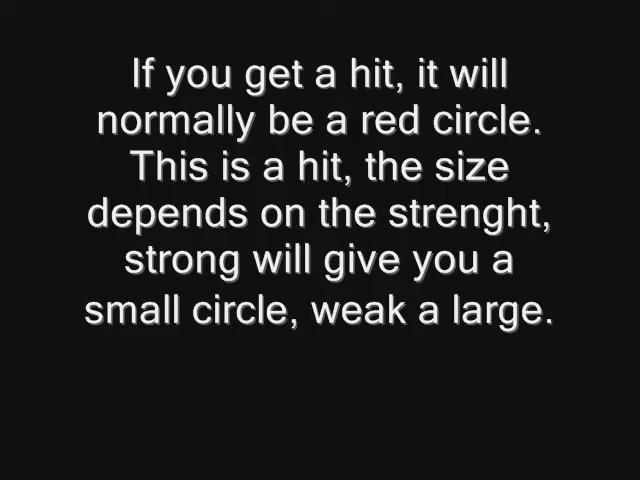 If you get a hit, it will
normally be a red circle.
This is a hit, the size
depends on the strenght,
strong will give you a
small circle, weak a large.